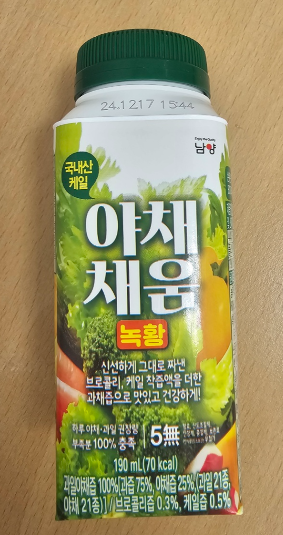 24.12.17 15:44
남양
국내산
케일
야채
채움
녹황
신선하게 그대로 짜낸
브로콜리, 케일 착즙액을 더한
과채즙으로 맛있고 건강하게!
하루 야채·과일 권장량
부족분 100% 충족
5無
190 mL(70 kcal)
과일야채즙 100%[과즙 75%, 야채즙 25%,(과일 21종,
야채 21종)] / 브로콜리즙 0.3%, 케일즙 0.5%